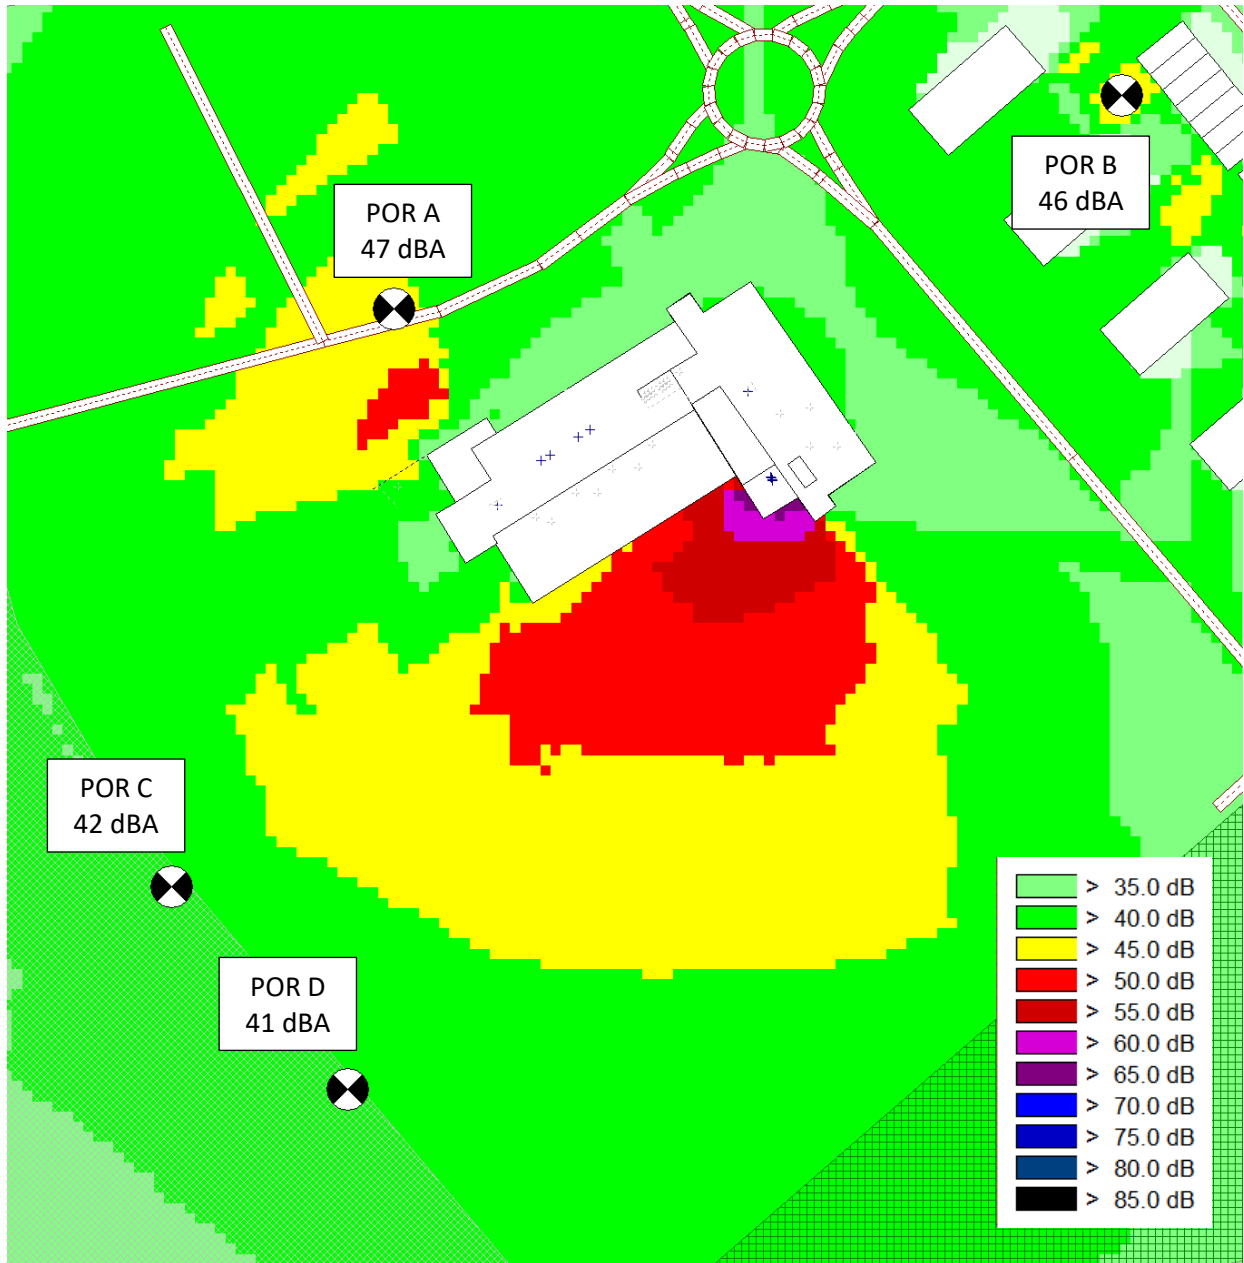 POR A
47 dBA
POR B
46 dBA
POR C
42 dBA
POR D
41 dBA
> 35.0 dB
> 40.0 dB
> 45.0 dB
> 50.0 dB
> 55.0 dB
> 60.0 dB
> 65.0 dB
> 70.0 dB
> 75.0 dB
> 80.0 dB
> 85.0 dB